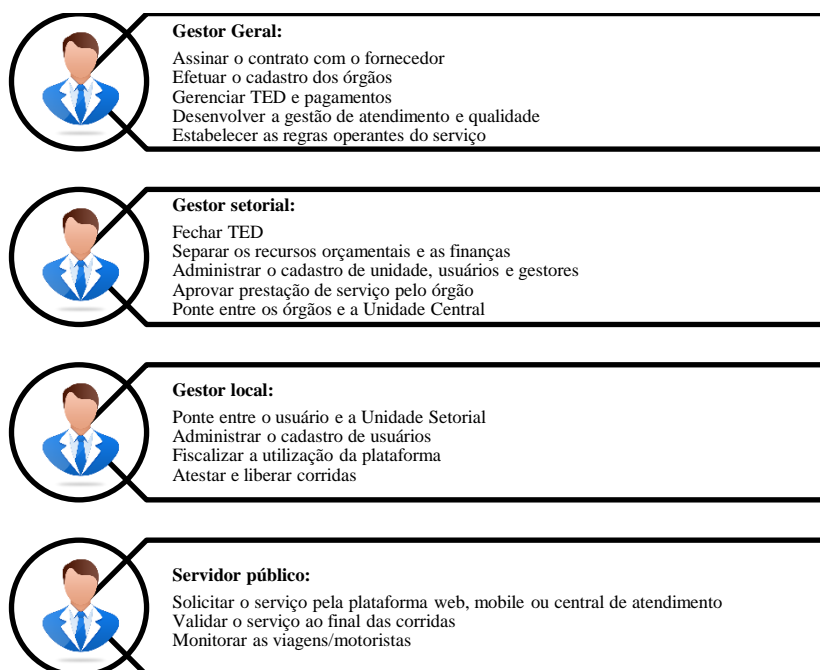 Gestor Geral:
Assinar o contrato com o fornecedor
Efetuar o cadastro dos órgãos
Gerenciar TED e pagamentos
Desenvolver a gestão de atendimento e qualidade
Estabelecer as regras operantes do serviço
Gestor setorial:
Fechar TED
Separar os recursos orçamentais e as finanças
Administrar o cadastro de unidade, usuários e gestores
Aprovar prestação de serviço pelo órgão
Ponte entre os órgãos e a Unidade Central
Gestor local:
Ponte entre o usuário e a Unidade Setorial
Administrar o cadastro de usuários
Fiscalizar a utilização da plataforma
Atestar e liberar corridas
Servidor público:
Solicitar o serviço pela plataforma web, mobile ou central de atendimento
Validar o serviço ao final das corridas
Monitorar as viagens/motoristas